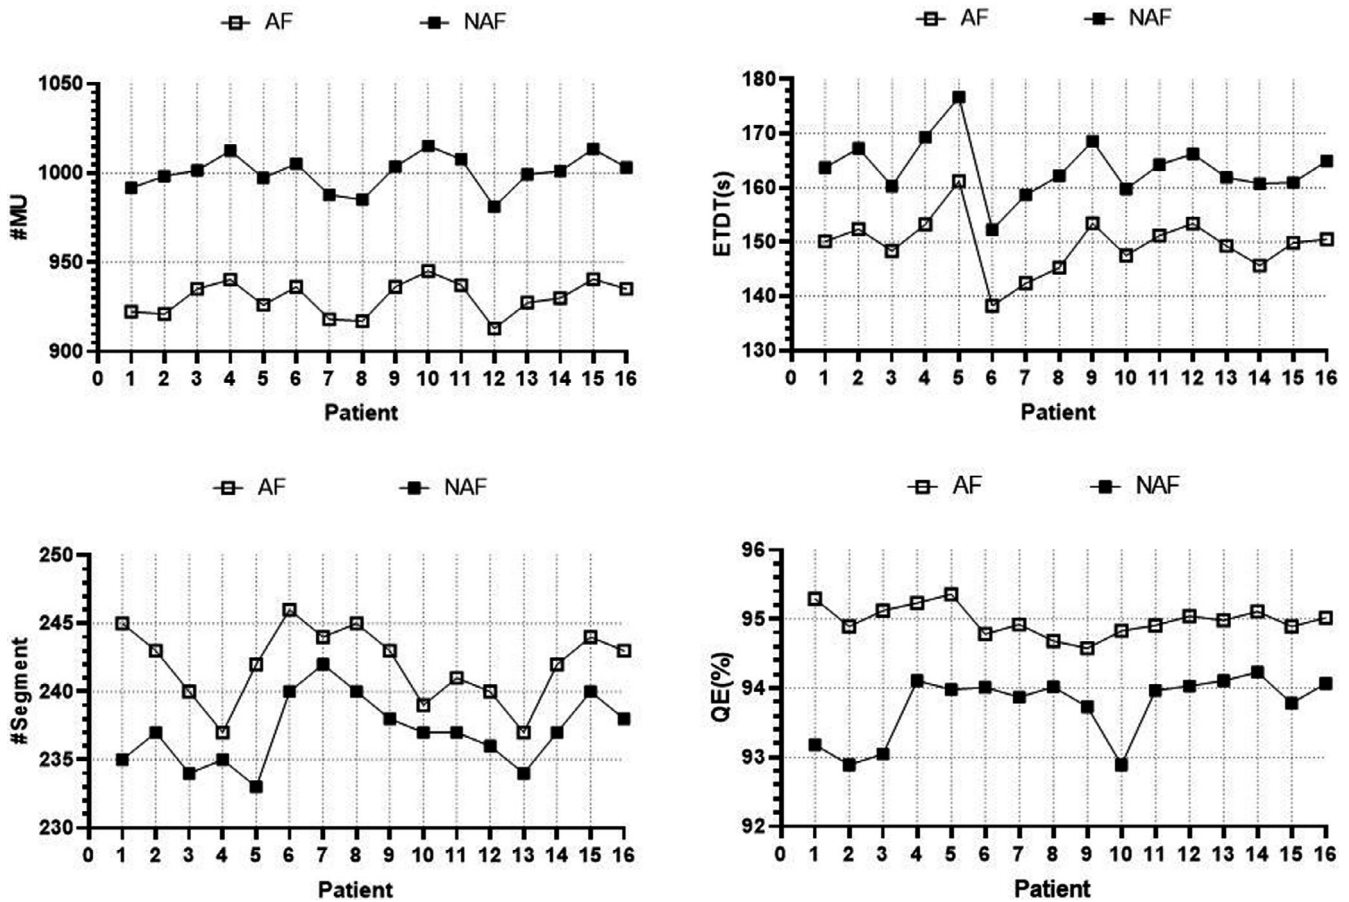 AF NAF
1050
1000
950
900
#MU
0 1 2 3 4 5 6 7 8 9 10 11 12 13 14 15 16
Patient
AF NAF
180
170
160
150
140
130
ETDT(s)
0 1 2 3 4 5 6 7 8 9 10 11 12 13 14 15 16
Patient
AF NAF
250
245
240
235
230
#Segment
0 1 2 3 4 5 6 7 8 9 10 11 12 13 14 15 16
Patient
AF NAF
96
95
94
93
92
QE(%)
0 1 2 3 4 5 6 7 8 9 10 11 12 13 14 15 16
Patient